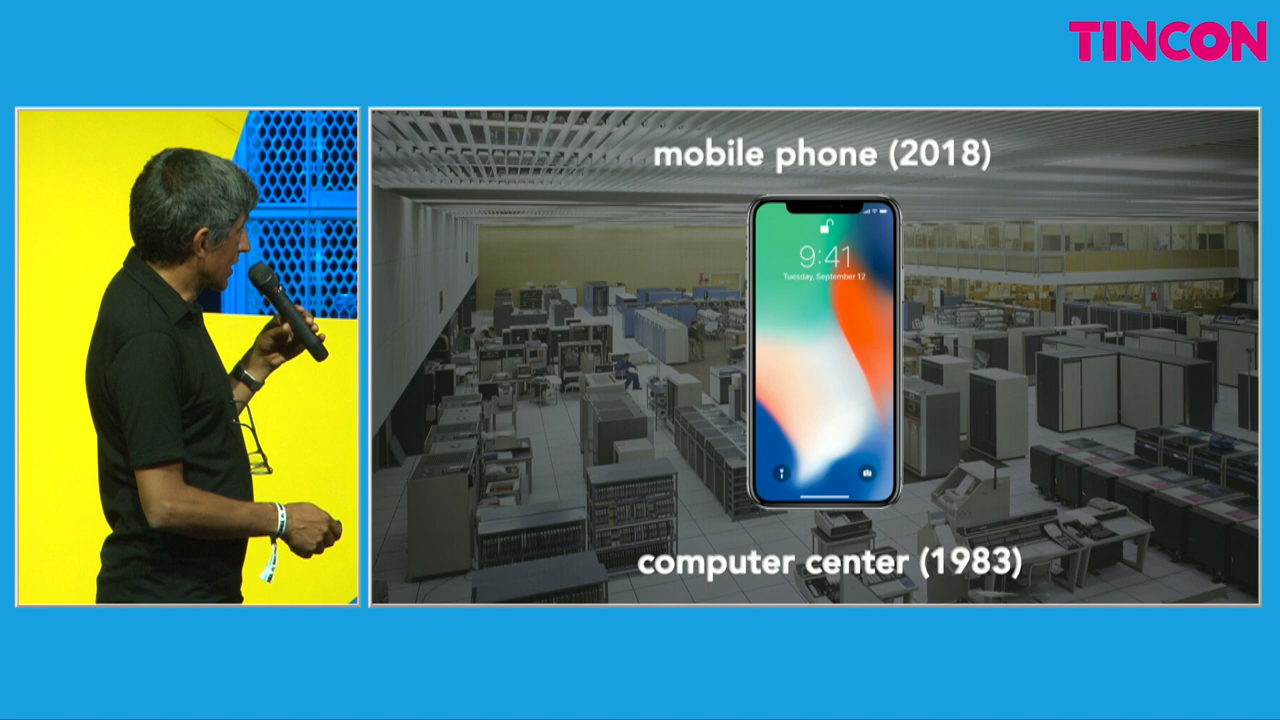 TINCON
mobile phone (2018)
9:41
Tuesday, September 12
computer center (1983)